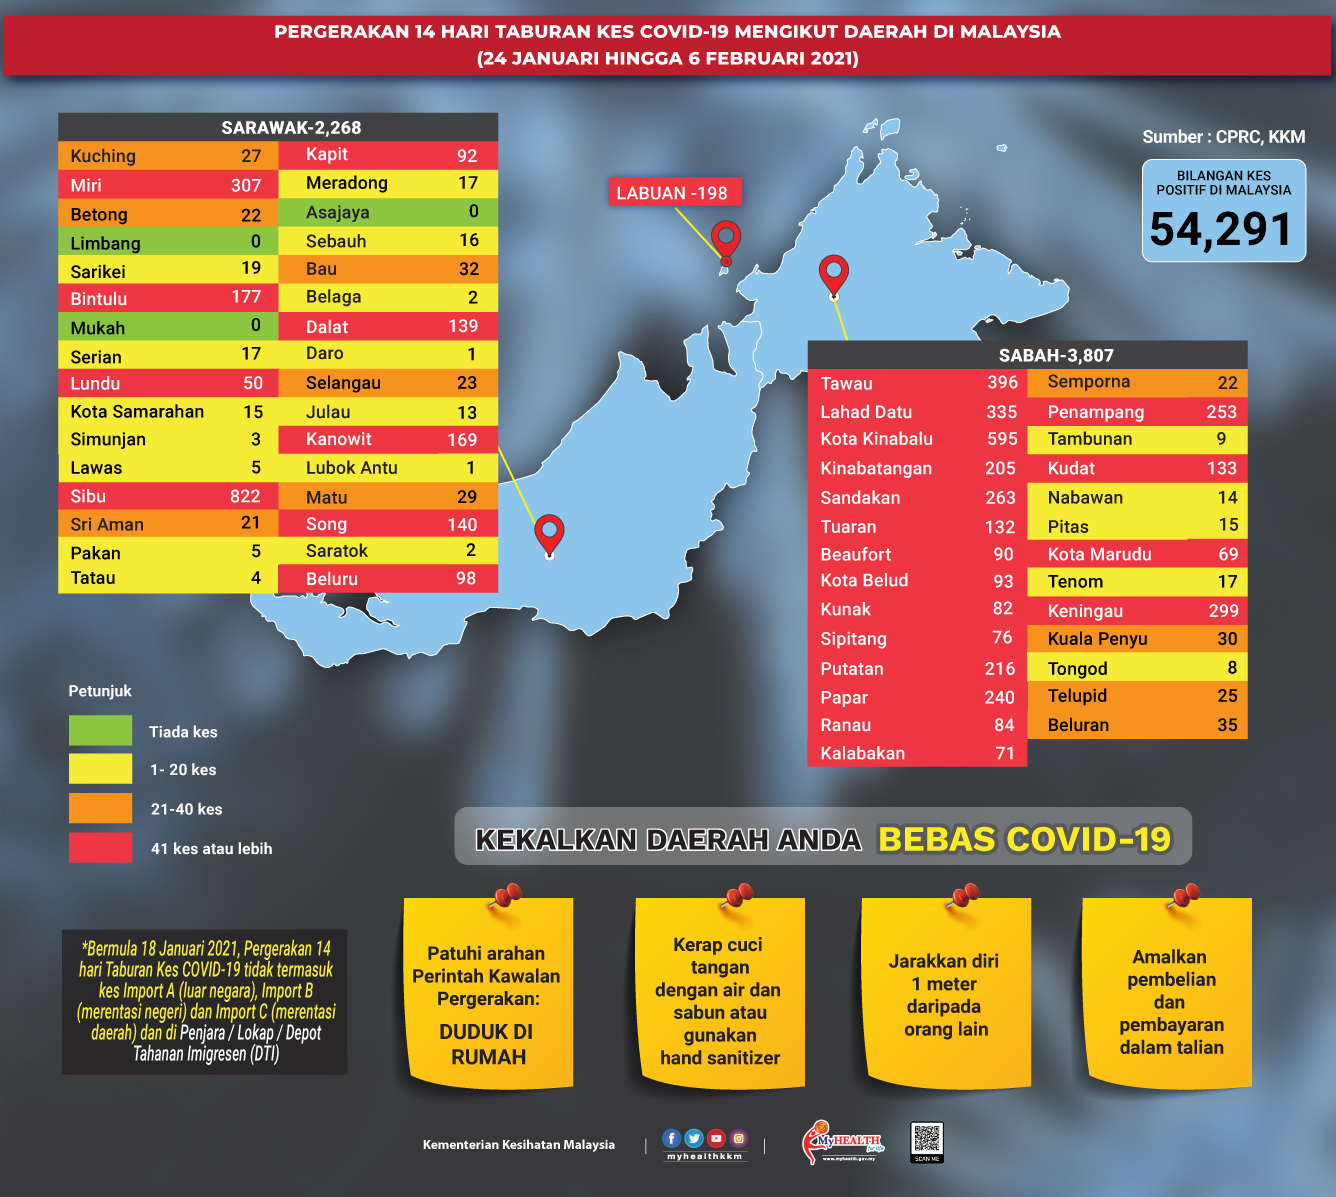 PERGERAKAN 14 HARI TABURAN KES COVID-19 MENGIKUT DAERAH DI MALAYSIA
(24 JANUARI HINGGA 6 FEBRUARI 2021)
SARAWAK-2,268
Kuching 27 Kapit 92
Miri 307 Meradong 17
Betong 22 Asajaya 0
Limbang 0 Sebauh 16
Sarikei 19 Bau 32
Bintulu 177 Belaga 2
Mukah 0 Dalat 139
Serian 17 Daro 1
Lundu 50 Selangau 23
Kota Samarahan 15 Julau 13
Simunjan 3 Kanowit 169
Lawas 5 Lubok Antu 1
Sibu 822 Matu 29
Sri Aman 21 Song 140
Pakan 5 Saratok 2
Tatau 4 Beluru 98
LABUAN -198
Sumber : CPRC, KKM
BILANGAN KES
POSITIF DI MALAYSIA
54,291
SABAH-3,807
Tawau 396 Semporna 22
Lahad Datu 335 Penampang 253
Kota Kinabalu 595 Tambunan 9
Kinabatangan 205 Kudat 133
Sandakan 263 Nabawan 14
Tuaran 132 Pitas 15
Beaufort 90 Kota Marudu 69
Kota Belud 93 Tenom 17
Kunak 82 Keningau 299
Sipitang 76 Kuala Penyu 30
Putatan 216 Tongod 8
Papar 240 Telupid 25
Ranau 84 Beluran 35
Kalabakan 71
Petunjuk
Tiada kes
1- 20 kes
21-40 kes
41 kes atau lebih
KEKALKAN DAERAH ANDA BEBAS COVID-19
*Bermula 18 Januari 2021, Pergerakan 14
hari Taburan Kes COVID-19 tidak termasuk
kes Import A (luar negara), Import B
(merentasi negeri) dan Import C (merentasi
daerah) dan di Penjara / Lokap / Depot
Tahanan Imigresen (DTI)
Patuhi arahan
Perintah Kawalan
Pergerakan:
DUDUK DI
RUMAH
Kerap cuci
tangan
dengan air dan
sabun atau
gunakan
hand sanitizer
Jarakkan diri
1 meter
daripada
orang lain
Amalkan
pembelian
dan
pembayaran
dalam talian
Kementerian Kesihatan Malaysia
myhealthkkm
MyHEALTH
for life
www.myhealth.gov.my
SCAN ME